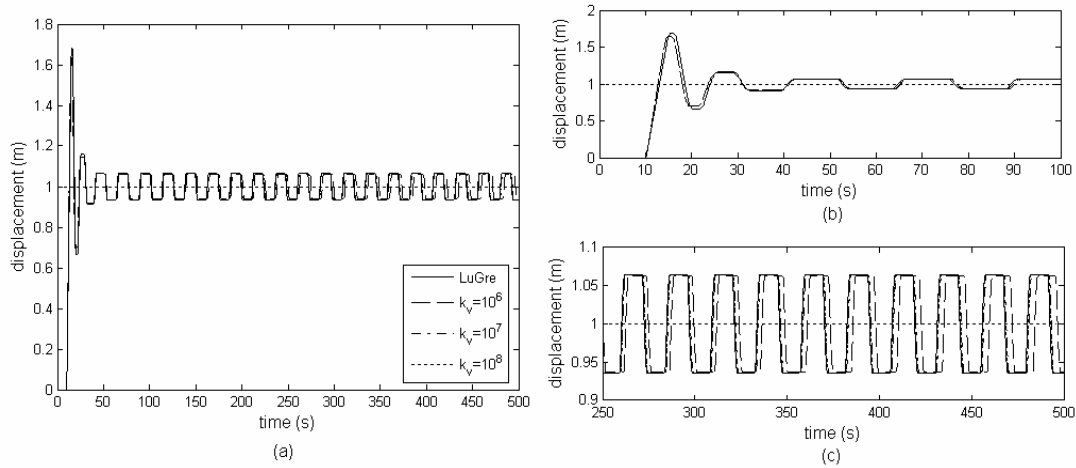 1.8
1.6
1.4
1.2
1
0.8
0.6
0.4
0.2
0
displacement (m)
LuGre
k_v=10^6
k_v=10^7
k_v=10^8
0 50 100 150 200 250 300 350 400 450 500
time (s)
(a)
2
1.5
1
0.5
0
displacement (m)
0 10 20 30 40 50 60 70 80 90 100
time (s)
(b)
1.1
1.05
1
0.95
0.9
displacement (m)
250 300 350 400 450 500
time (s)
(c)